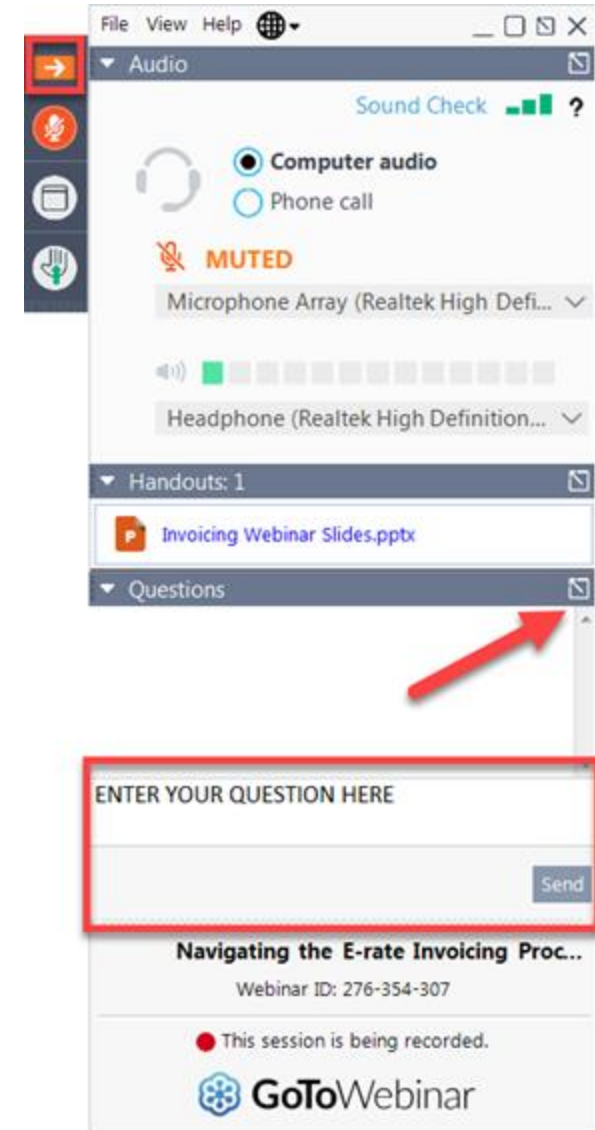 File View Help
Audio
Sound Check ?
Computer audio
Phone call
MUTED
Microphone Array (Realtek High Defi...
Headphone (Realtek High Definition...
Handouts: 1
P Invoicing Webinar Slides.pptx
Questions
ENTER YOUR QUESTION HERE
Send
Navigating the E-rate Invoicing Proc...
Webinar ID: 276-354-307
This session is being recorded.
GoToWebinar